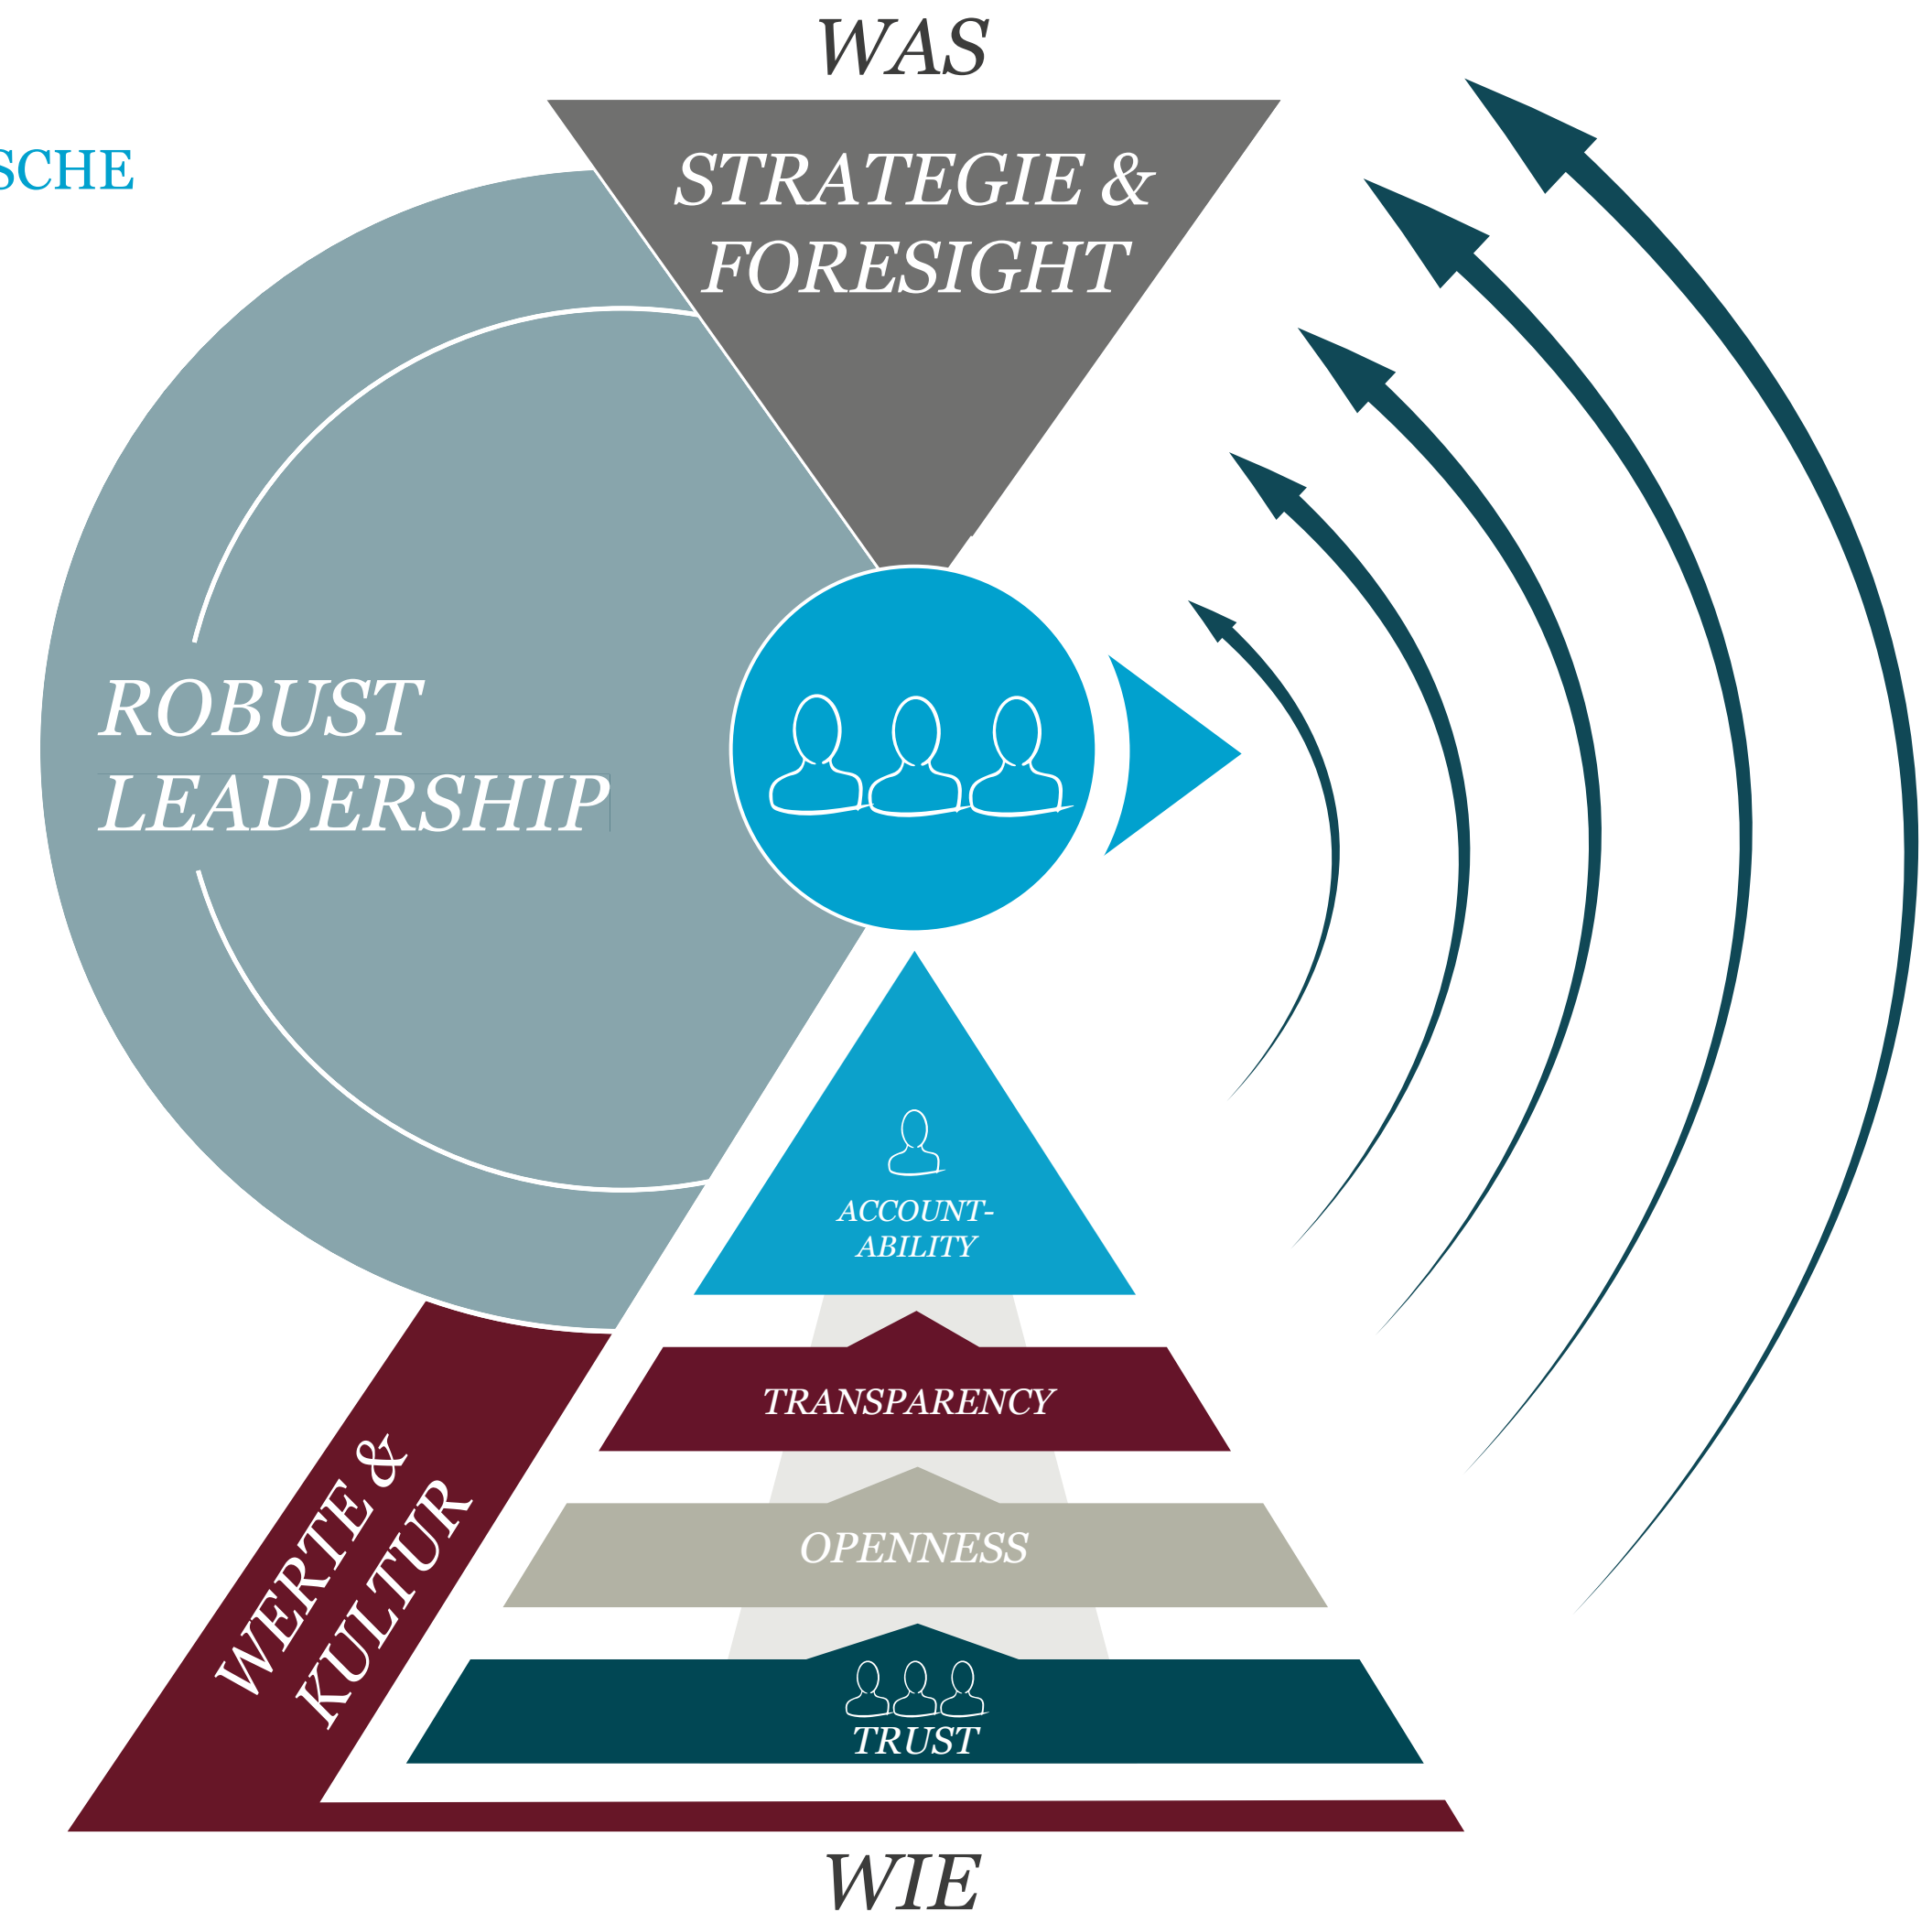 WAS
SCHE
STRATEGIE &
FORESIGHT
ROBUST
LEADERSHIP
ACCOUNT-
ABILITY
TRANSPARENCY
OPENNESS
TRUST
WERTE &
KULTUR
WIE